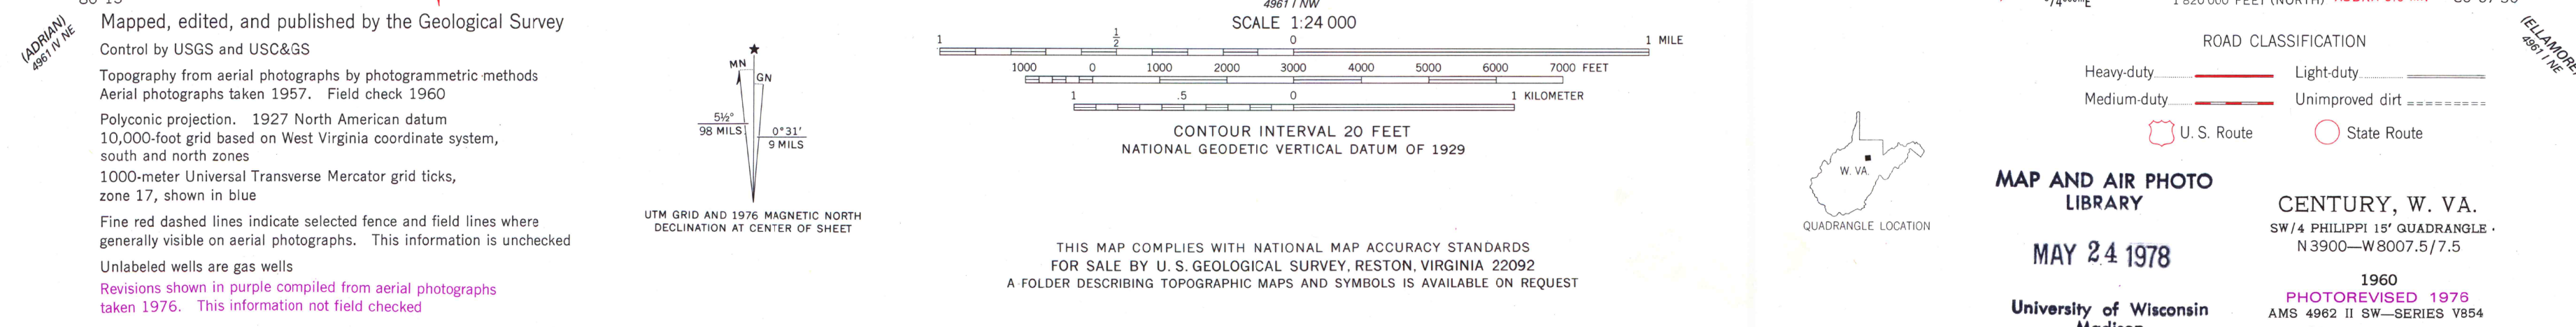 Mapped, edited, and published by the Geological Survey
Control by USGS and USC&GS
Topography from aerial photographs by photogrammetric methods
Aerial photographs taken 1957. Field check 1960
Polyconic projection. 1927 North American datum
10,000-foot grid based on West Virginia coordinate system,
south and north zones
1000-meter Universal Transverse Mercator grid ticks,
zone 17, shown in blue
Fine red dashed lines indicate selected fence and field lines where
generally visible on aerial photographs. This information is unchecked
Unlabeled wells are gas wells
Revisions shown in purple compiled from aerial photographs
taken 1976. This information not field checked
(ADRIAN)
4961 IV NE
MN
GN
5½°
98 MILS
0°31′
9 MILS
UTM GRID AND 1976 MAGNETIC NORTH
DECLINATION AT CENTER OF SHEET
4961 I NW
SCALE 1:24 000
1 ½ 0 1 MILE
1000 0 1000 2000 3000 4000 5000 6000 7000 FEET
1 .5 0 1 KILOMETER
CONTOUR INTERVAL 20 FEET
NATIONAL GEODETIC VERTICAL DATUM OF 1929
THIS MAP COMPLIES WITH NATIONAL MAP ACCURACY STANDARDS
FOR SALE BY U. S. GEOLOGICAL SURVEY, RESTON, VIRGINIA 22092
A FOLDER DESCRIBING TOPOGRAPHIC MAPS AND SYMBOLS IS AVAILABLE ON REQUEST
W. VA.
QUADRANGLE LOCATION
ROAD CLASSIFICATION
Heavy-duty Light-duty
Medium-duty Unimproved dirt
U. S. Route State Route
(ELLAMORE
4961 I NE
MAP AND AIR PHOTO
LIBRARY
MAY 24 1978
University of Wisconsin
Madison
CENTURY, W. VA.
SW/4 PHILIPPI 15′ QUADRANGLE
N3900—W8007.5/7.5
1960
PHOTOREVISED 1976
AMS 4962 II SW—SERIES V854